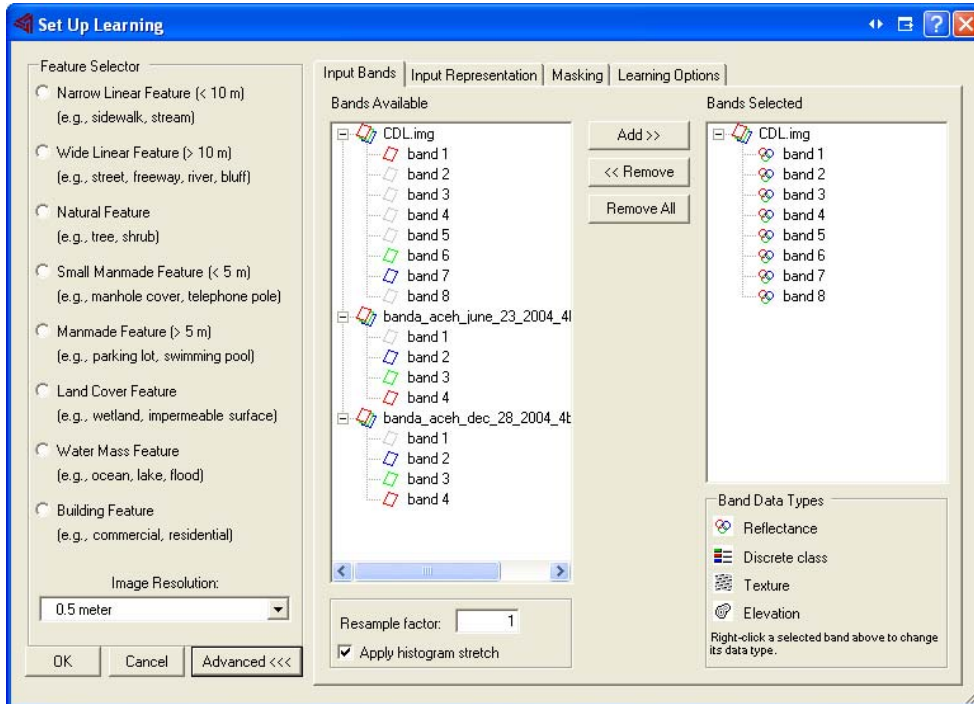 Set Up Learning
Feature Selector
Narrow Linear Feature (< 10 m)
(e.g., sidewalk, stream)
Wide Linear Feature (> 10 m)
(e.g., street, freeway, river, bluff)
Natural Feature
(e.g., tree, shrub)
Small Manmade Feature (< 5 m)
(e.g., manhole cover, telephone pole)
Manmade Feature (> 5 m)
(e.g., parking lot, swimming pool)
Land Cover Feature
(e.g., wetland, impermeable surface)
Water Mass Feature
(e.g., ocean, lake, flood)
Building Feature
(e.g., commercial, residential)
Image Resolution:
0.5 meter
OK Cancel Advanced <<<
Input Bands Input Representation Masking Learning Options
Bands Available
CDL.img
band 1
band 2
band 3
band 4
band 5
band 6
band 7
band 8
banda_aceh_june_23_2004_4
band 1
band 2
band 3
band 4
banda_aceh_dec_28_2004_4b
band 1
band 2
band 3
band 4
Resample factor: 1
Apply histogram stretch
Add >>
<< Remove
Remove All
Bands Selected
CDL.img
band 1
band 2
band 3
band 4
band 5
band 6
band 7
band 8
Band Data Types
Reflectance
Discrete class
Texture
Elevation
Right-click a selected band above to change
its data type.